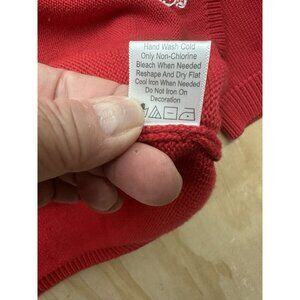 Hand Wash Cold
Only Non-Chlorine
Bleach When Needed
Reshape and Dry Flat
Cool Iron When Needed
Do Not Iron on
Decoration